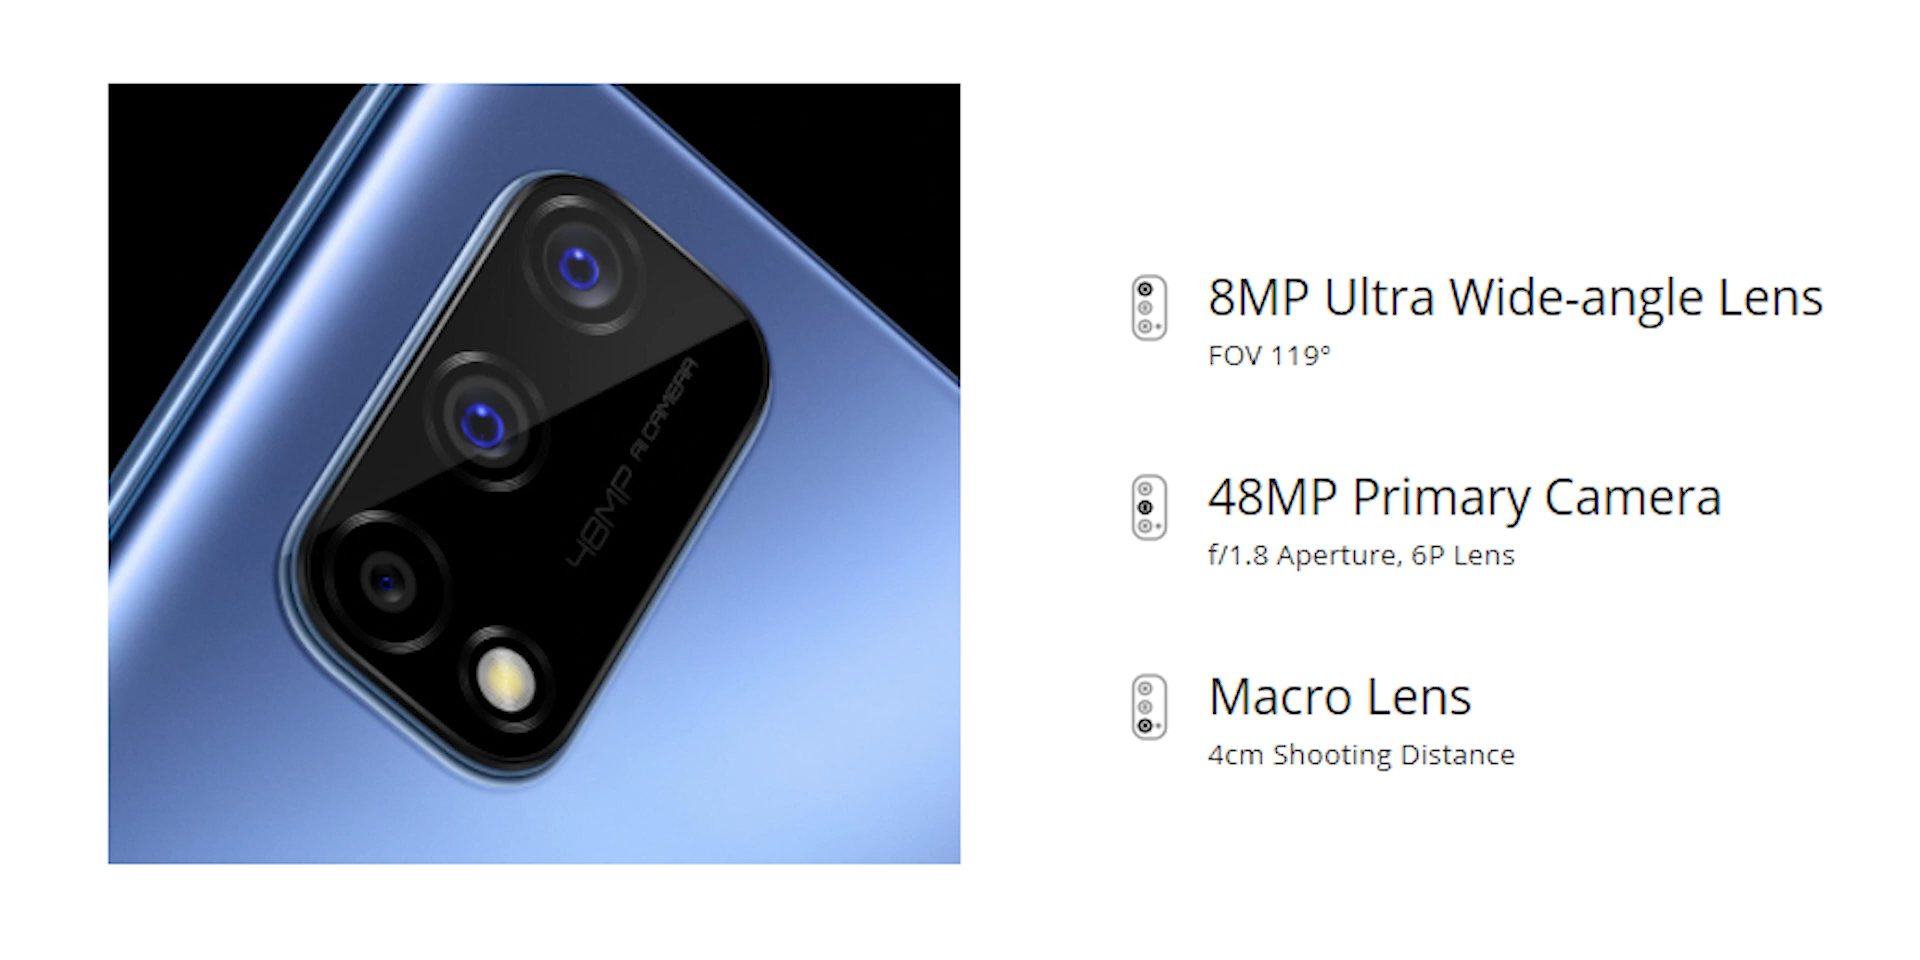 48MP AI CAMERA
8MP Ultra Wide-angle Lens
FOV 119°
48MP Primary Camera
f/1.8 Aperture, 6P Lens
Macro Lens
4cm Shooting Distance